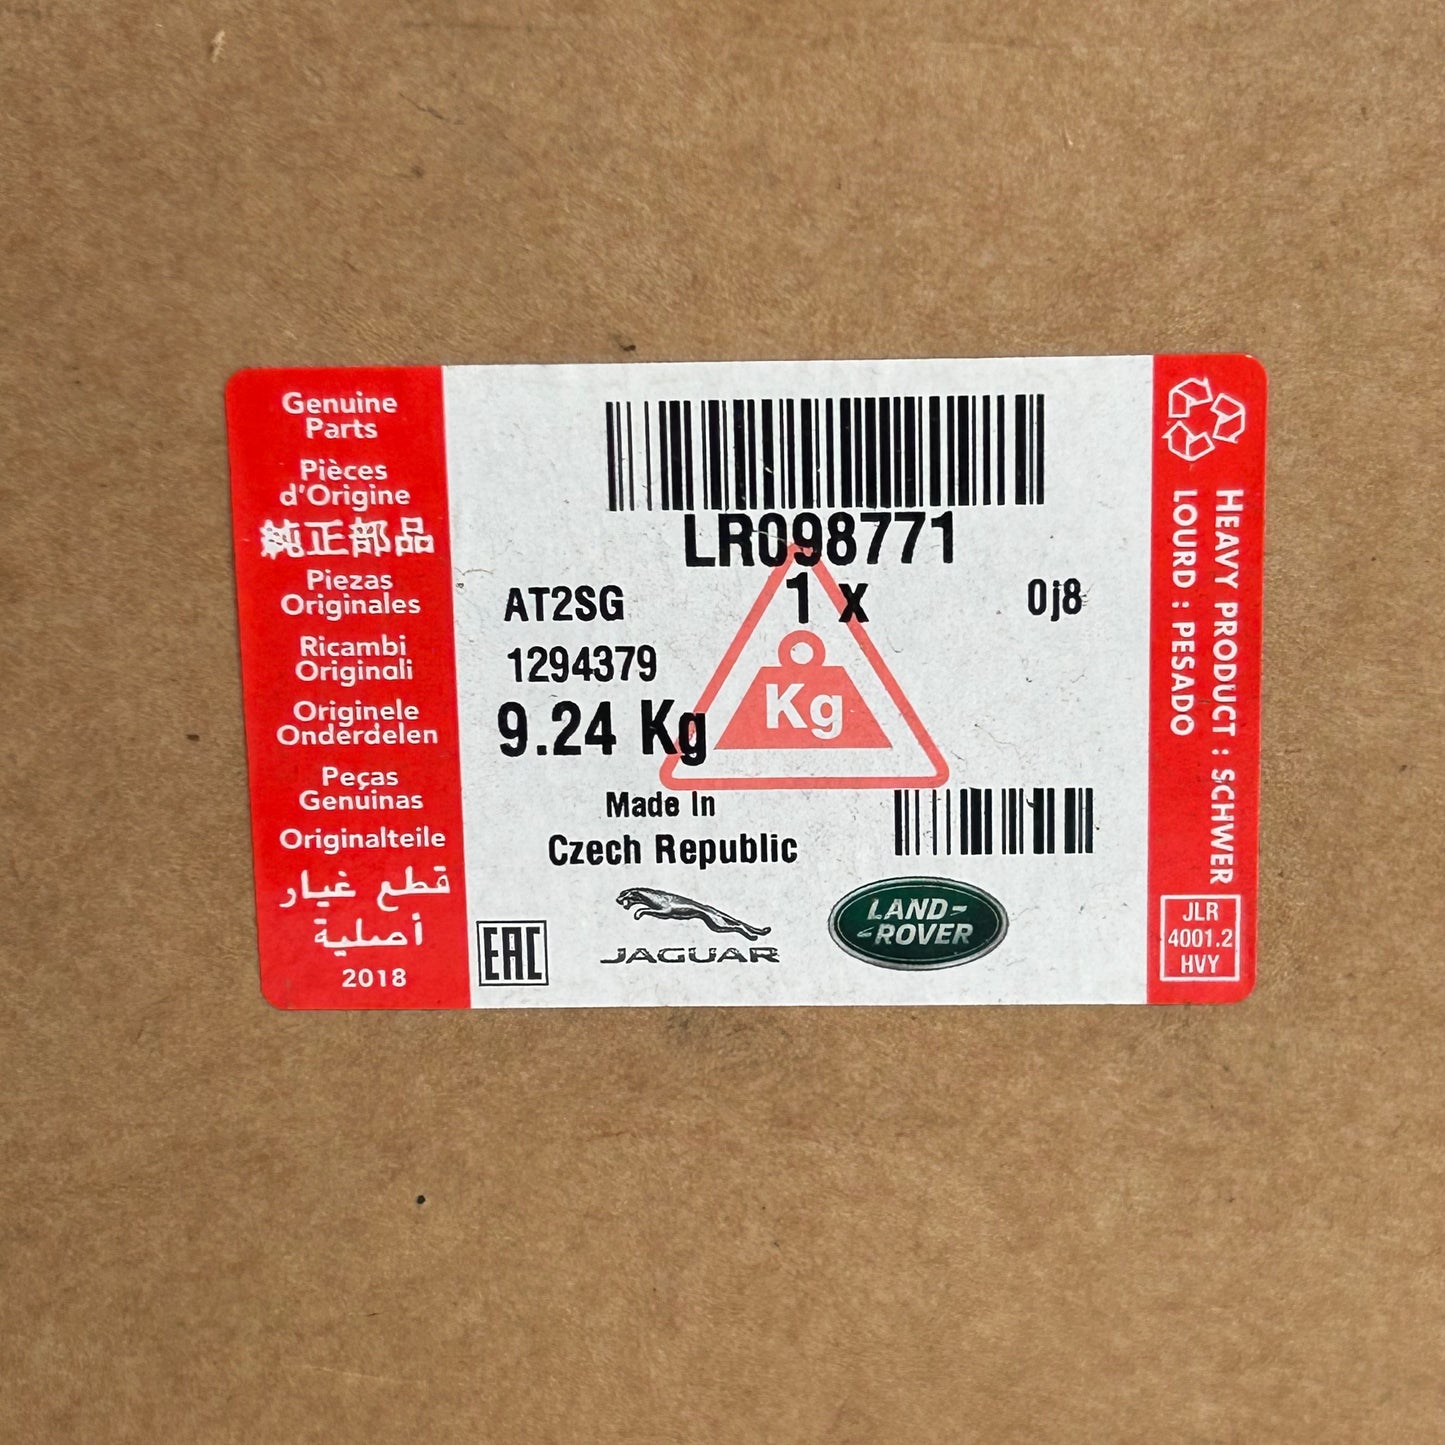 Genuine
Parts
Pièces
d'Origine
純正部品
Piezas
Originales
Ricambi
Originali
Originele
Onderdelen
Peças
Genuinas
Originalteile
قطع غيار
أصلية
2018
LR098771
AT2SG
1 x
0j8
1294379
9.24 Kg
Kg
Made In
Czech Republic
EAC
JAGUAR
LAND-
-ROVER
HEAVY PRODUCT : SCHWER
LOURD : PESADO
JLR
4001.2
HVY